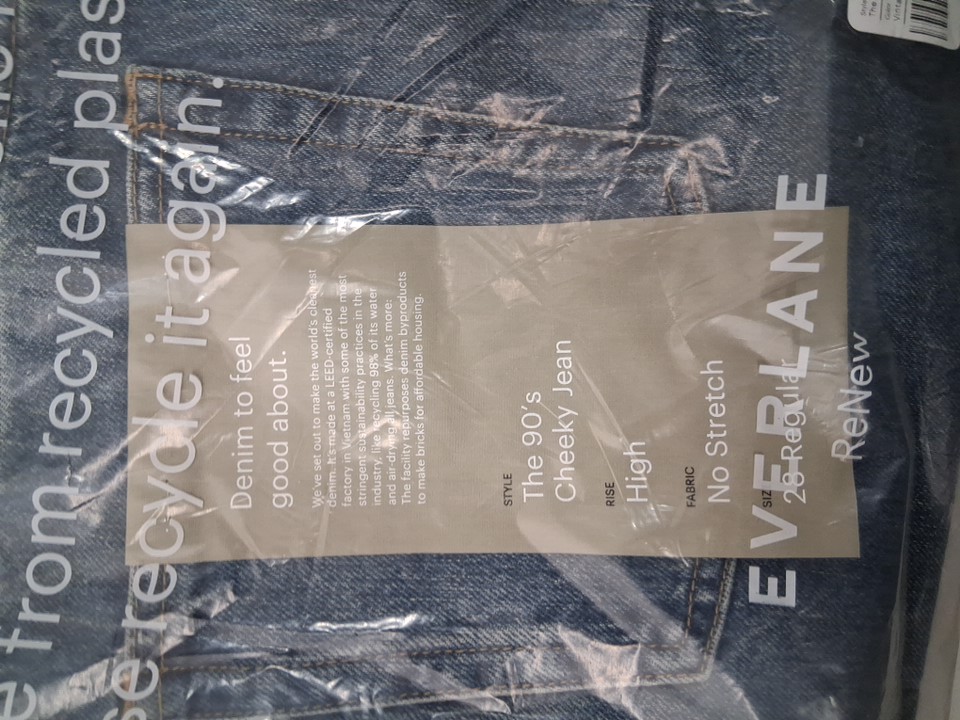 e from recycled plas
se recycle it again.
Denim to feel
good about.
We've set out to make the world's cleanest
denim. It's made at a LEED-certified
factory in Vietnam with some of the most
stringent sustainability practices in the
industry, like recycling 98% of its water
and air-drying all jeans. What's more:
The facility repurposes denim byproducts
to make bricks for affordable housing.
STYLE
The 90's
Cheeky Jean
RISE
High
FABRIC
No Stretch
SIZ
28 Regular
EVERLANE
ReNew
The
Vinta